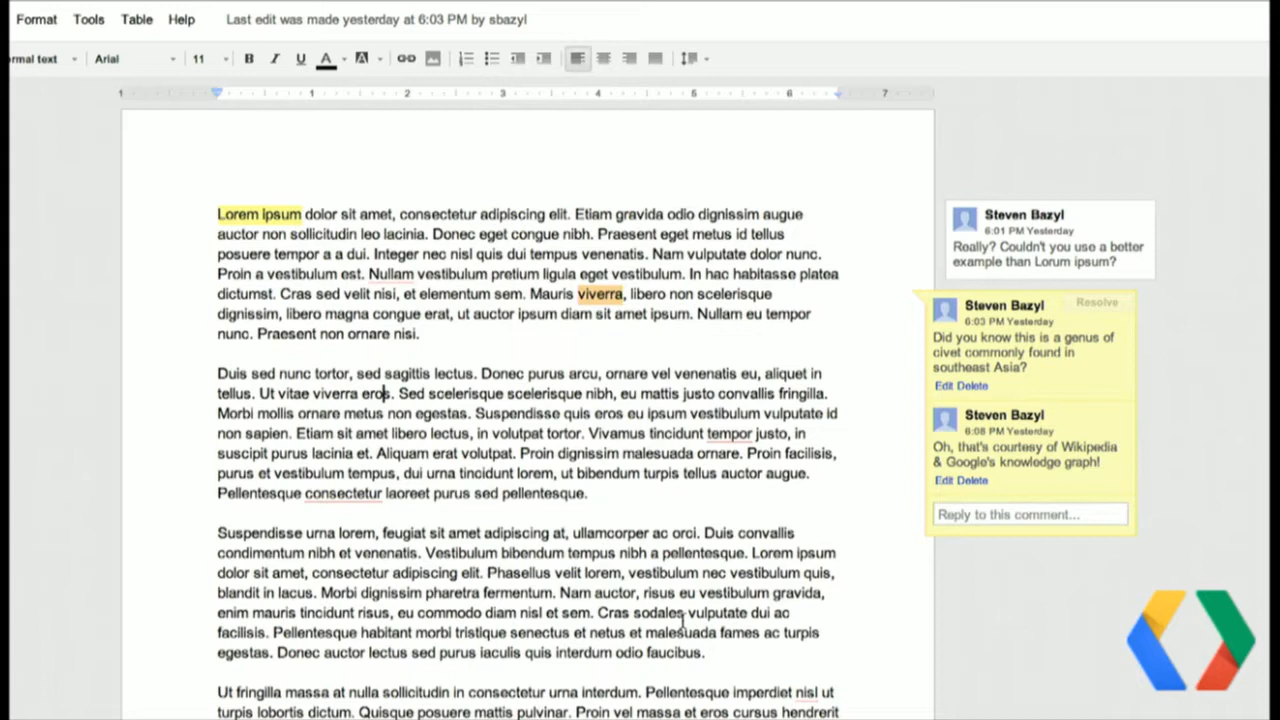 Format Tools Table Help Last edit was made yesterday at 6:03 PM by sbazyl
rmal text Arial 11 B I U A A
1 1 2 3 4 5 6 7
Lorem ipsum dolor sit amet, consectetur adipiscing elit. Etiam gravida odio dignissim augue
auctor non sollicitudin leo lacinia. Donec eget congue nibh. Praesent eget metus id tellus
posuere tempor a a dui. Integer nec nisl quis dui tempus venenatis. Nam vulputate dolor nunc.
Proin a vestibulum est. Nullam vestibulum pretium ligula eget vestibulum. In hac habitasse platea
dictumst. Cras sed velit nisi, et elementum sem. Mauris viverra, libero non scelerisque
dignissim, libero magna congue erat, ut auctor ipsum diam sit amet ipsum. Nullam eu tempor
nunc. Praesent non ornare nisi.
Duis sed nunc tortor, sed sagittis lectus. Donec purus arcu, ornare vel venenatis eu, aliquet in
tellus. Ut vitae viverra eros. Sed scelerisque scelerisque nibh, eu mattis justo convallis fringilla.
Morbi mollis ornare metus non egestas. Suspendisse quis eros eu ipsum vestibulum vulputate id
non sapien. Etiam sit amet libero lectus, in volutpat tortor. Vivamus tincidunt tempor justo, in
suscipit purus lacinia et. Aliquam erat volutpat. Proin dignissim malesuada ornare. Proin facilisis,
purus et vestibulum tempus, dui urna tincidunt lorem, ut bibendum turpis tellus auctor augue.
Pellentesque consectetur laoreet purus sed pellentesque.
Suspendisse urna lorem, feugiat sit amet adipiscing at, ullamcorper ac orci. Duis convallis
condimentum nibh et venenatis. Vestibulum bibendum tempus nibh a pellentesque. Lorem ipsum
dolor sit amet, consectetur adipiscing elit. Phasellus velit lorem, vestibulum nec vestibulum quis,
blandit in lacus. Morbi dignissim pharetra fermentum. Nam auctor, risus eu vestibulum gravida,
enim mauris tincidunt risus, eu commodo diam nisl et sem. Cras sodales vulputate dui ac
facilisis. Pellentesque habitant morbi tristique senectus et netus et malesuada fames ac turpis
egestas. Donec auctor lectus sed purus iaculis quis interdum odio faucibus.
Ut fringilla massa at nulla sollicitudin in consectetur urna interdum. Pellentesque imperdiet nisl ut
turpis lobortis dictum. Quisque posuere mattis pulvinar. Proin vel massa et eros cursus hendrerit
Steven Bazyl
6:01 PM Yesterday
Really? Couldn't you use a better
example than Lorum ipsum?
Steven Bazyl Resolve
6:03 PM Yesterday
Did you know this is a genus of
civet commonly found in
southeast Asia?
Edit Delete
Steven Bazyl
6:08 PM Yesterday
Oh, that's courtesy of Wikipedia
& Google's knowledge graph!
Edit Delete
Reply to this comment...